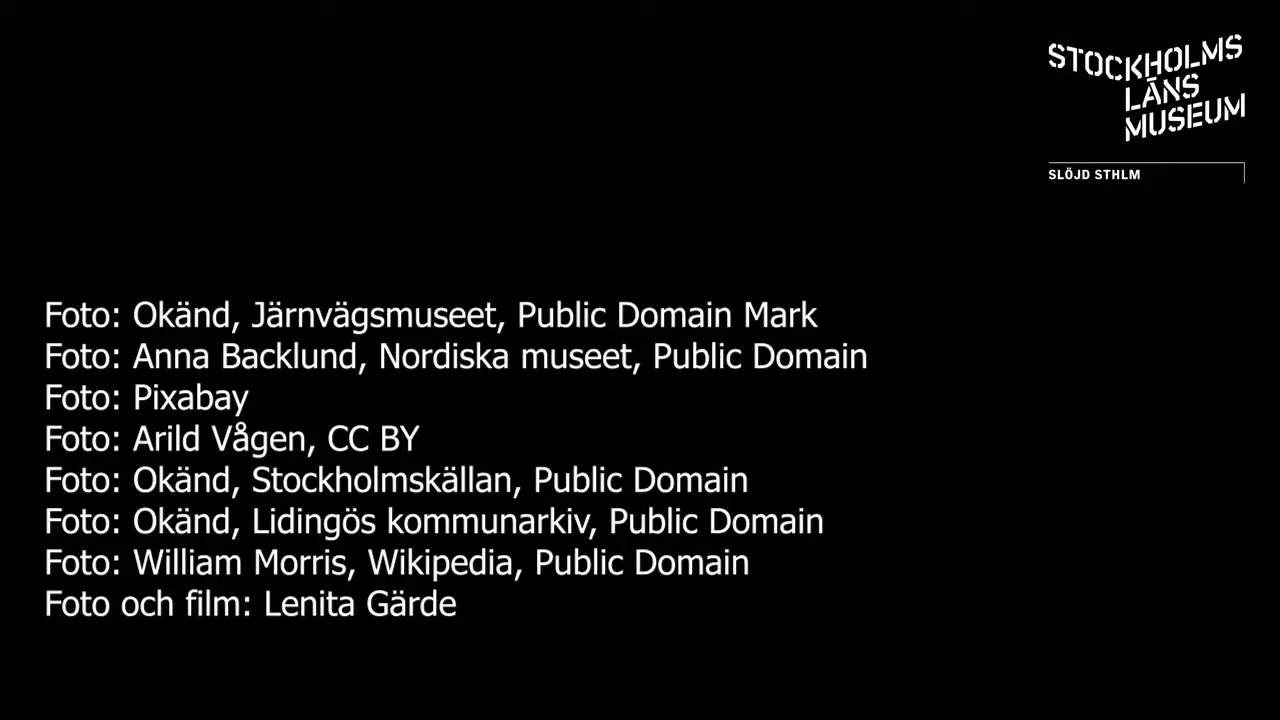 STOCKHOLMS
LÄNS
MUSEUM
SLÖJD STHLM
Foto: Okänd, Järnvägsmuseet, Public Domain Mark
Foto: Anna Backlund, Nordiska museet, Public Domain
Foto: Pixabay
Foto: Arild Vågen, CC BY
Foto: Okänd, Stockholmskällan, Public Domain
Foto: Okänd, Lidingös kommunarkiv, Public Domain
Foto: William Morris, Wikipedia, Public Domain
Foto och film: Lenita Gärde